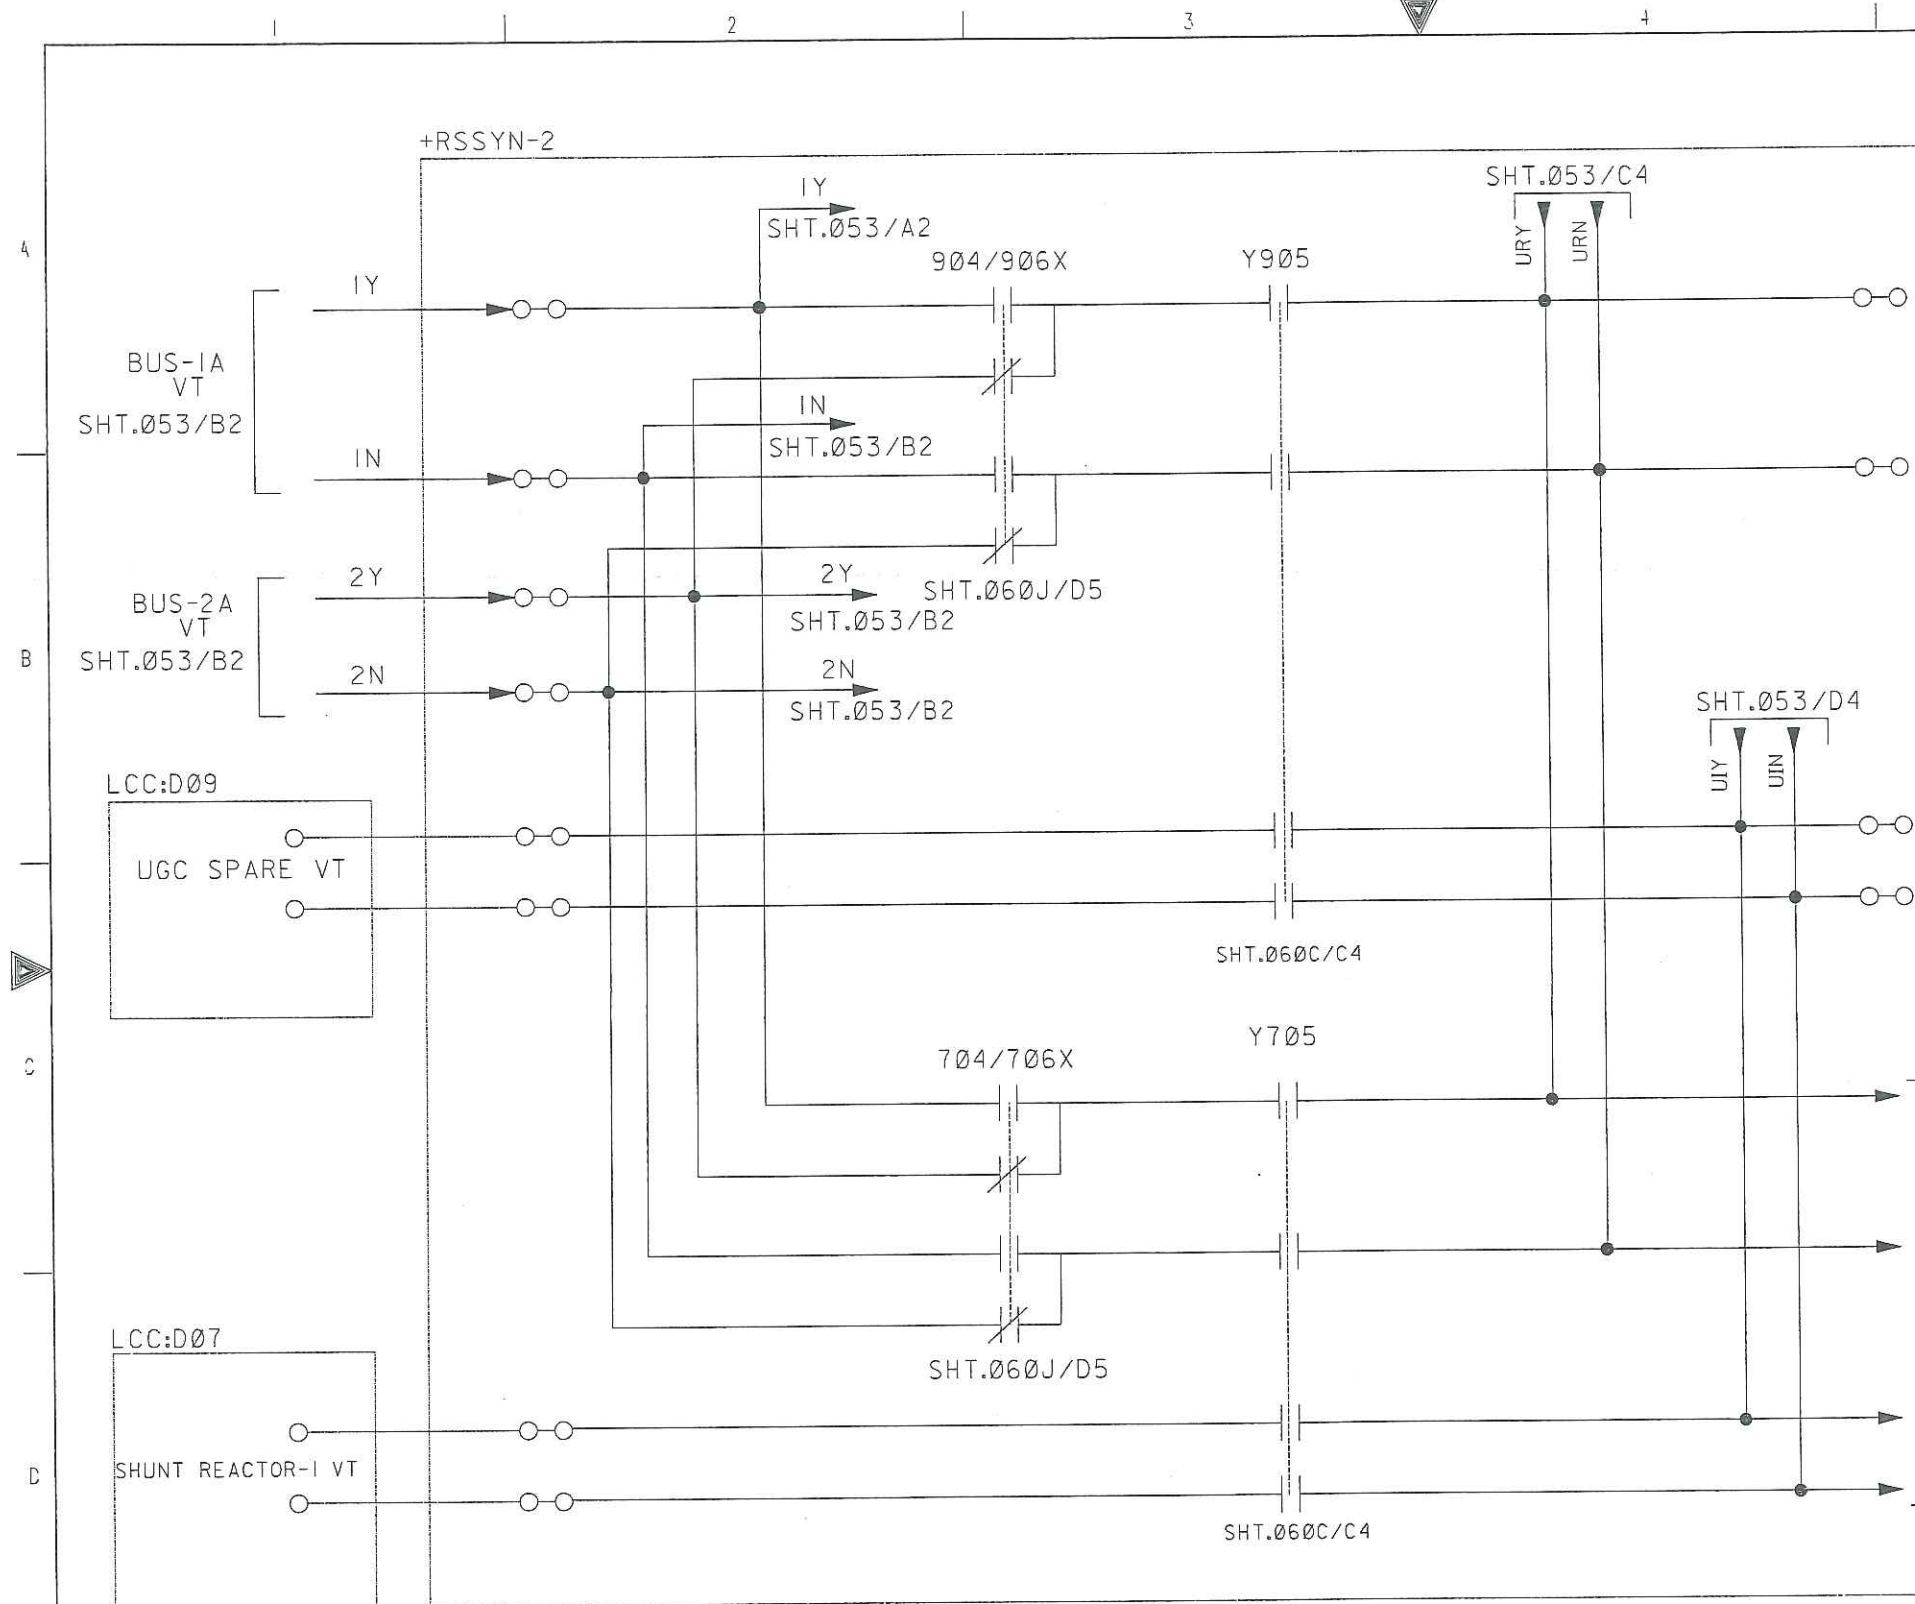 1 2 3 4
+RSSYN-2
1Y
SHT.Ø53/A2
SHT.Ø53/C4
URY URN
A
9Ø4/9Ø6X
Y9Ø5
1Y
BUS-1A
VT
SHT.Ø53/B2
1N
SHT.Ø53/B2
1N
2Y
2Y
SHT.Ø6ØJ/D5
BUS-2A
VT
SHT.Ø53/B2
SHT.Ø53/B2
B
2N
2N
SHT.Ø53/B2
SHT.Ø53/D4
U1Y U1N
LCC:DØ9
UGC SPARE VT
SHT.Ø6ØC/C4
C
7Ø4/7Ø6X
Y7Ø5
LCC:DØ7
SHT.Ø6ØJ/D5
D
SHUNT REACTOR-1 VT
SHT.Ø6ØC/C4